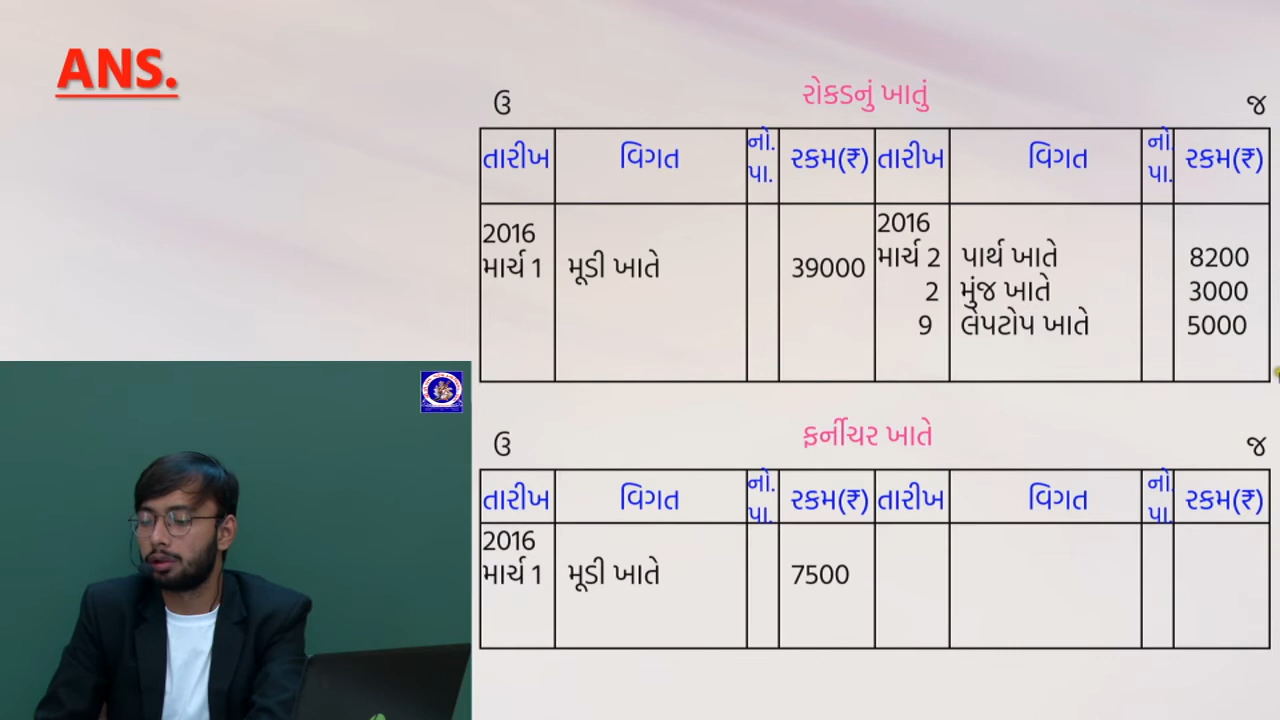 ANS.
રોકડનું ખાતું
ઉ જ
તારીખ વિગત નો. પા. રકમ(₹) તારીખ વિગત નો. પા. રકમ(₹)
2016 2016
માર્ચ 1 મૂડી ખાતે 39000 માર્ચ 2 પાર્થ ખાતે 8200
2 મુંજ ખાતે 3000
9 લેપટોપ ખાતે 5000
ફર્નીચર ખાતે
ઉ જ
તારીખ વિગત નો. પા. રકમ(₹) તારીખ વિગત નો. પા. રકમ(₹)
2016
માર્ચ 1 મૂડી ખાતે 7500